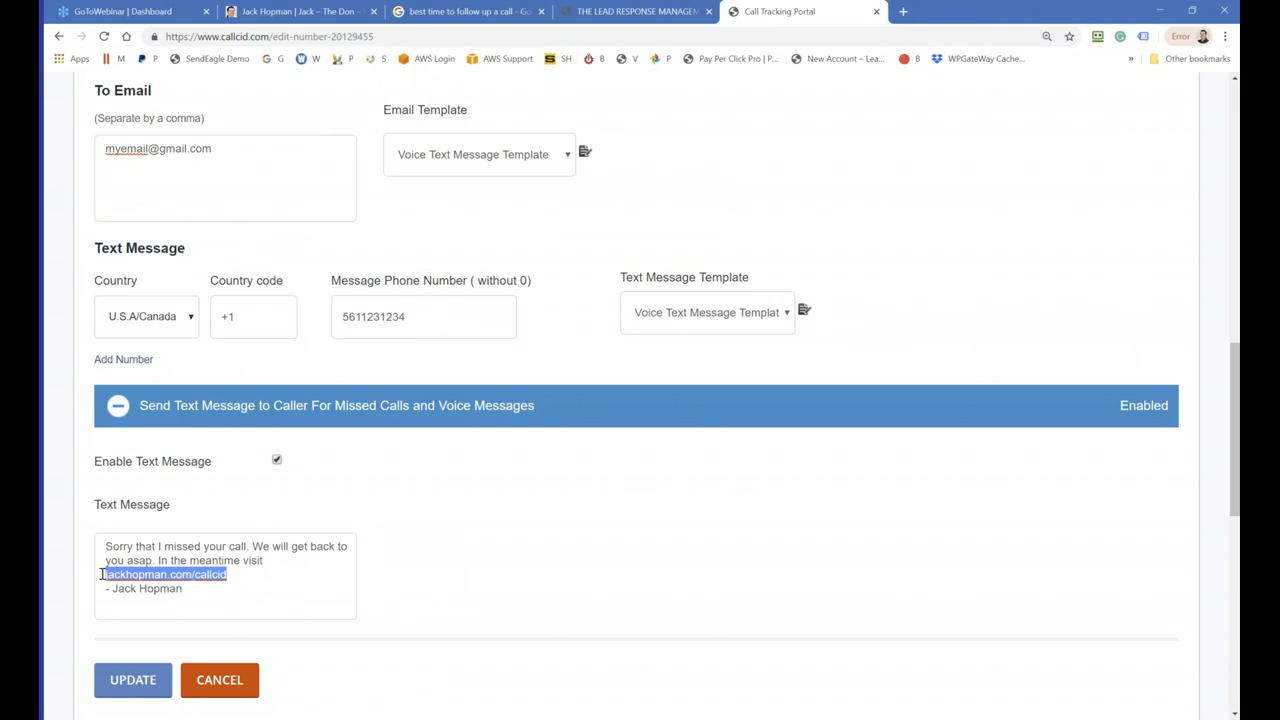 GoToWebinar | Dashboard
Jack Hopman | Jack – The Don -
best time to follow up a call - Go
THE LEAD RESPONSE MANAGEM
Call Tracking Portal
https://www.callcid.com/edit-number-20129455
Error
Apps M P SendEagle Demo G G W P S AWS Login AWS Support SH B V P Pay Per Click Pro | P... New Account – Lea... B WPGateWay Cache... » Other bookmarks
To Email
(Separate by a comma)
myemail@gmail.com
Email Template
Voice Text Message Template
Text Message
Country
Country code
Message Phone Number ( without 0)
Text Message Template
U.S.A/Canada
+1
5611231234
Voice Text Message Templat
Add Number
Send Text Message to Caller For Missed Calls and Voice Messages
Enabled
Enable Text Message
Text Message
Sorry that I missed your call. We will get back to
you asap. In the meantime visit
jackhopman.com/callcid
- Jack Hopman
UPDATE
CANCEL